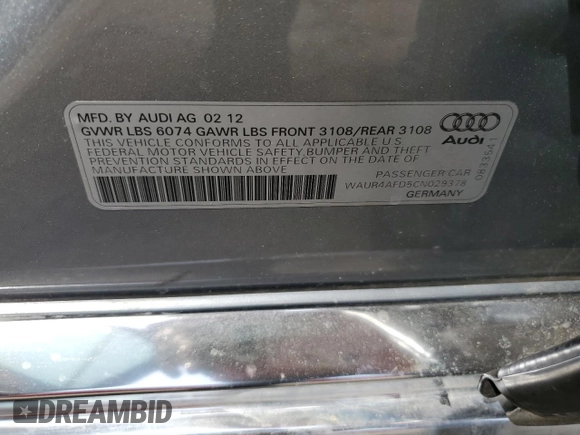 MFD. BY AUDI AG 02 12
GVWR LBS 6074 GAWR LBS FRONT 3108/REAR 3108
THIS VEHICLE CONFORMS TO ALL APPLICABLE U S
FEDERAL MOTOR VEHICLE SAFETY,BUMPER AND THEFT
STANDARDS IN EFFECT ON THE DATE OF
MANUFACTURE SHOWN ABOVE
Audi
0833541
PASSENGER CAR
WAUR4AFD5CN029378
GERMANY
DREAMBID